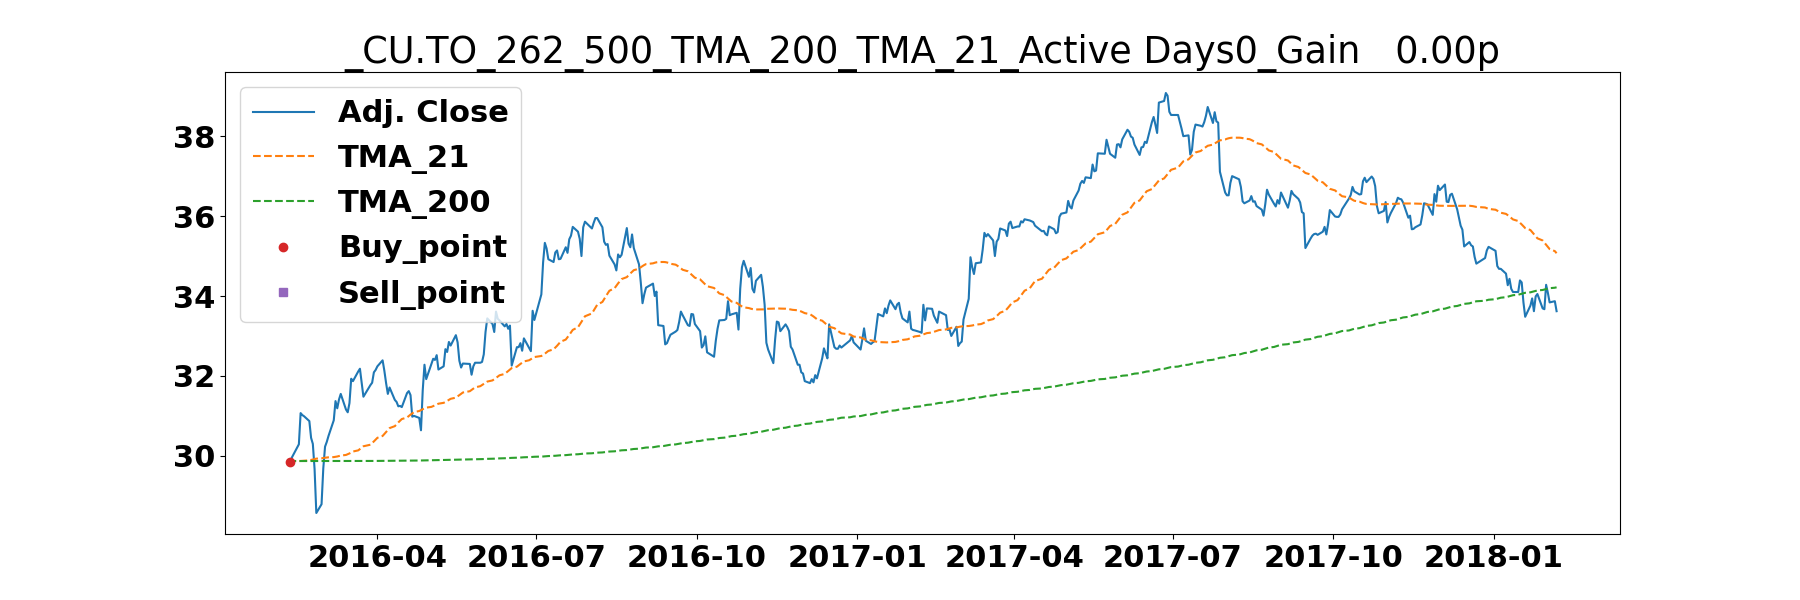 _CU.TO_262_500_TMA_200_TMA_21_Active Days0_Gain   0.00p
Adj. Close
TMA_21
TMA_200
Buy_point
Sell_point
38
36
34
32
30
2016-04 2016-07 2016-10 2017-01 2017-04 2017-07 2017-10 2018-01